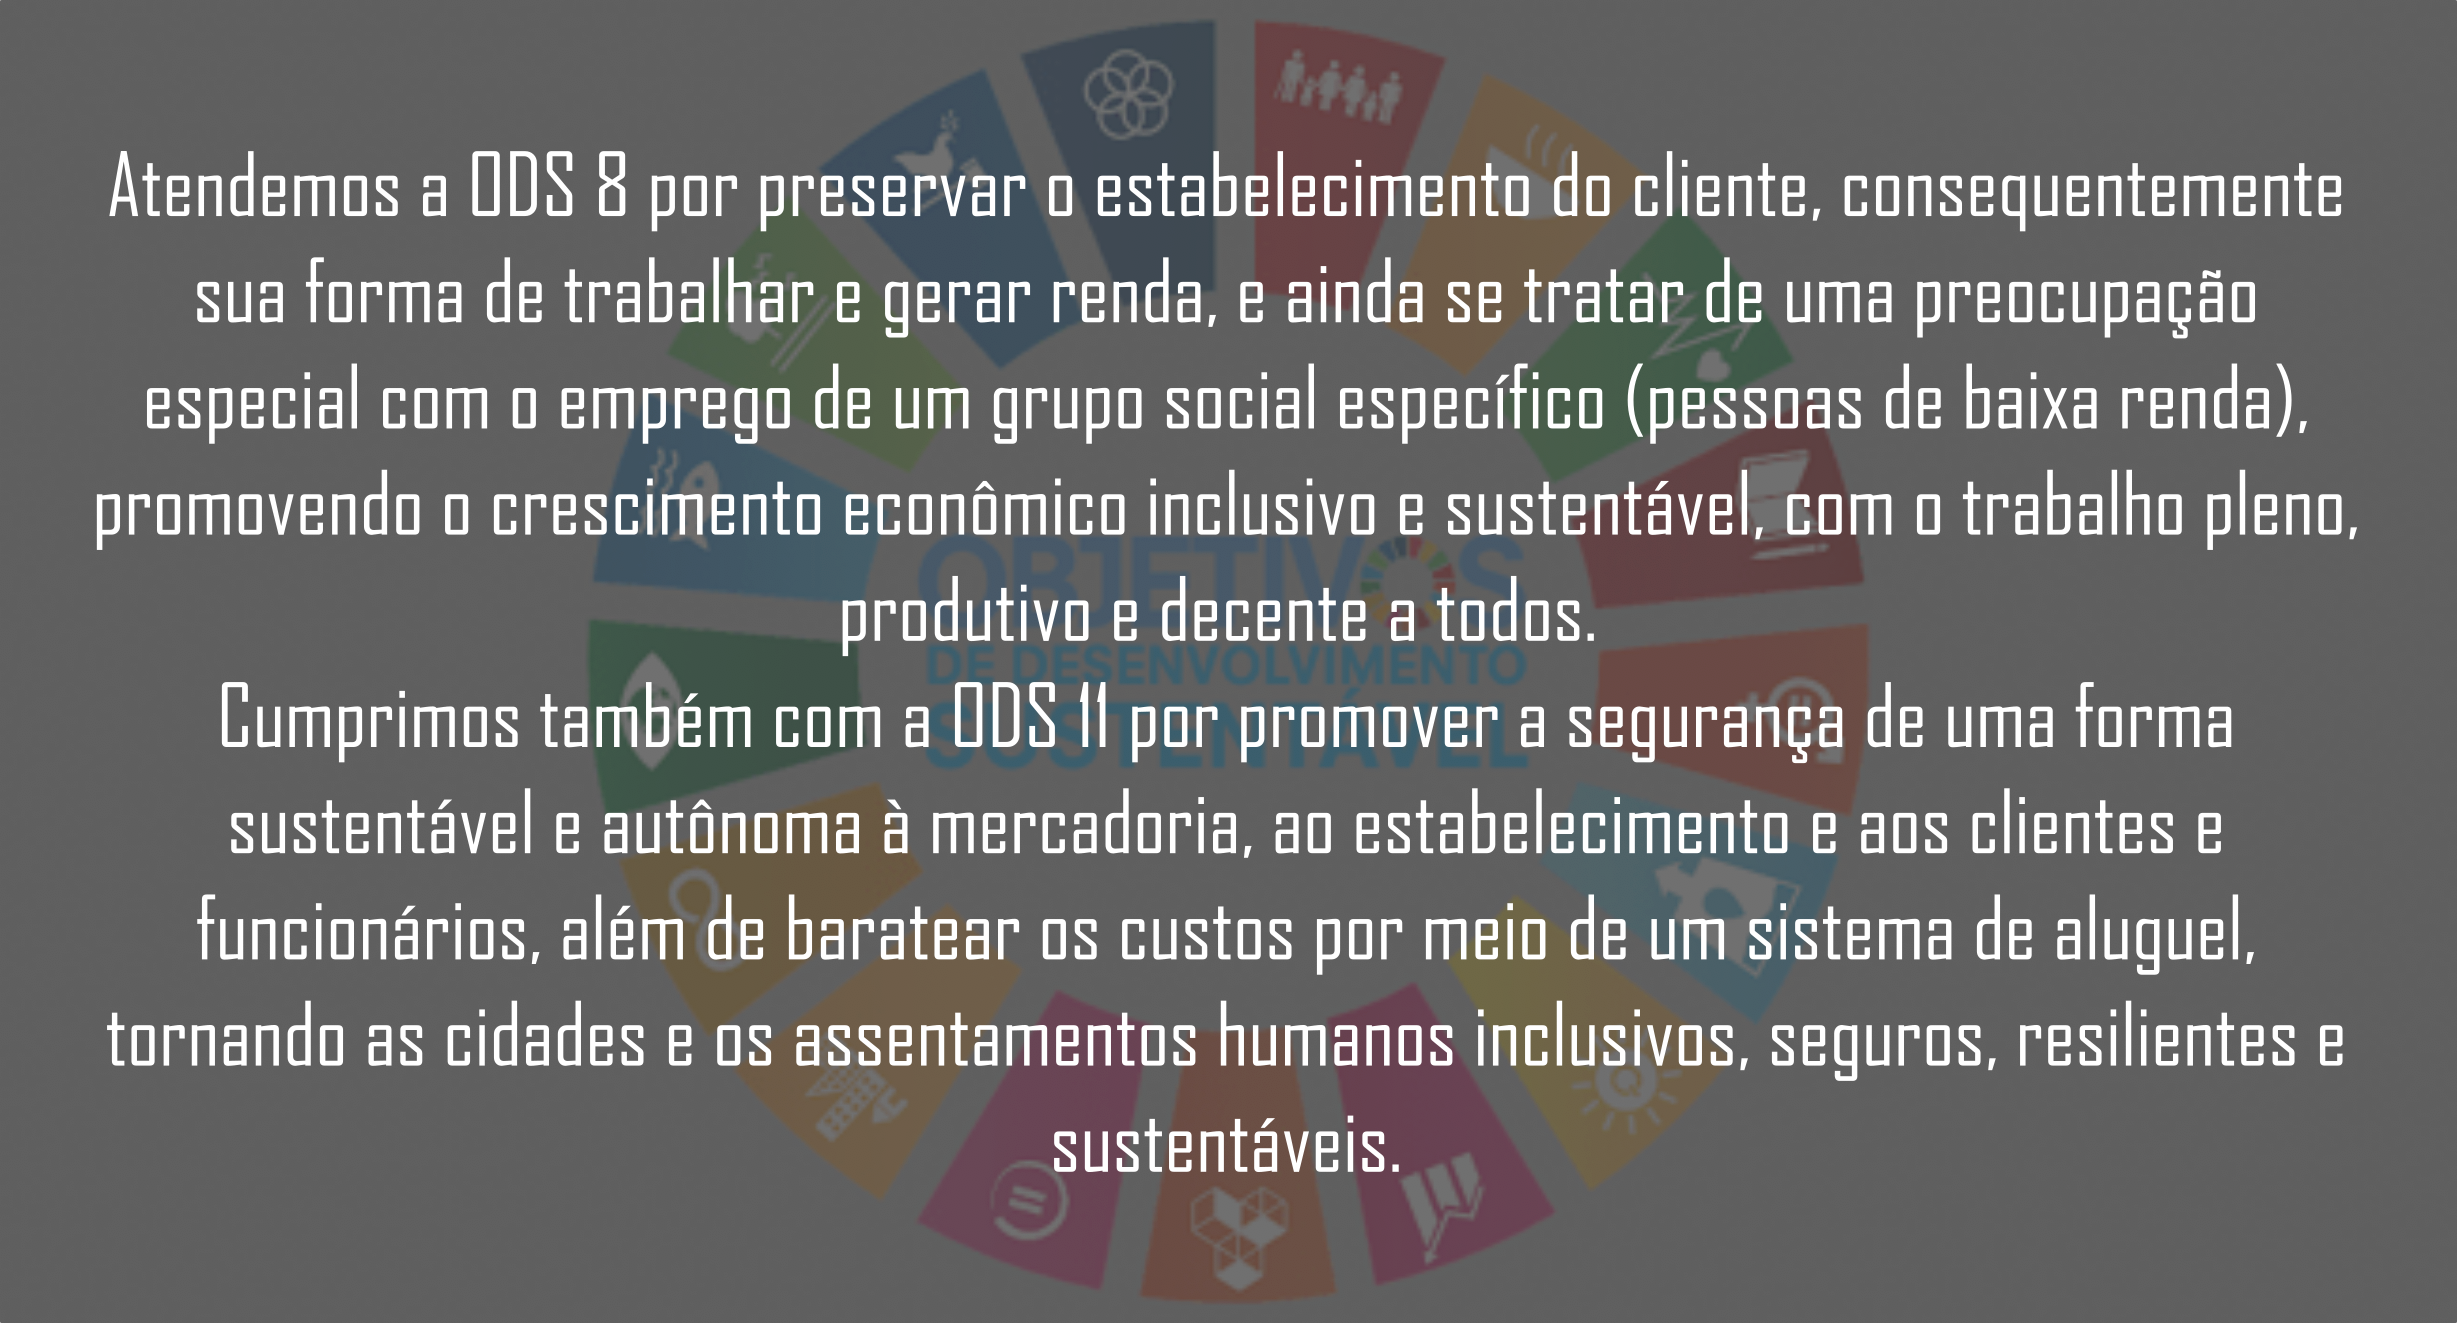 Atendemos a ODS 8 por preservar o estabelecimento do cliente, consequentemente
sua forma de trabalhar e gerar renda, e ainda se tratar de uma preocupação
especial com o emprego de um grupo social específico (pessoas de baixa renda),
promovendo o crescimento econômico inclusivo e sustentável, com o trabalho pleno,
produtivo e decente a todos.
Cumprimos também com a ODS 11 por promover a segurança de uma forma
sustentável e autônoma à mercadoria, ao estabelecimento e aos clientes e
funcionários, além de baratear os custos por meio de um sistema de aluguel,
tornando as cidades e os assentamentos humanos inclusivos, seguros, resilientes e
sustentáveis.
OBJETIVOS
DE DESENVOLVIMENTO
SUSTENTÁVEL